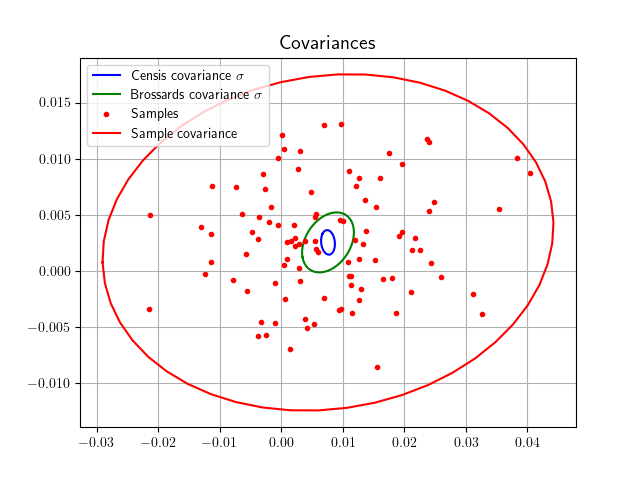 Covariances
Censis covariance σ
Brossards covariance σ
Samples
Sample covariance
0.015
0.010
0.005
0.000
−0.005
−0.010
−0.03 −0.02 −0.01 0.00 0.01 0.02 0.03 0.04